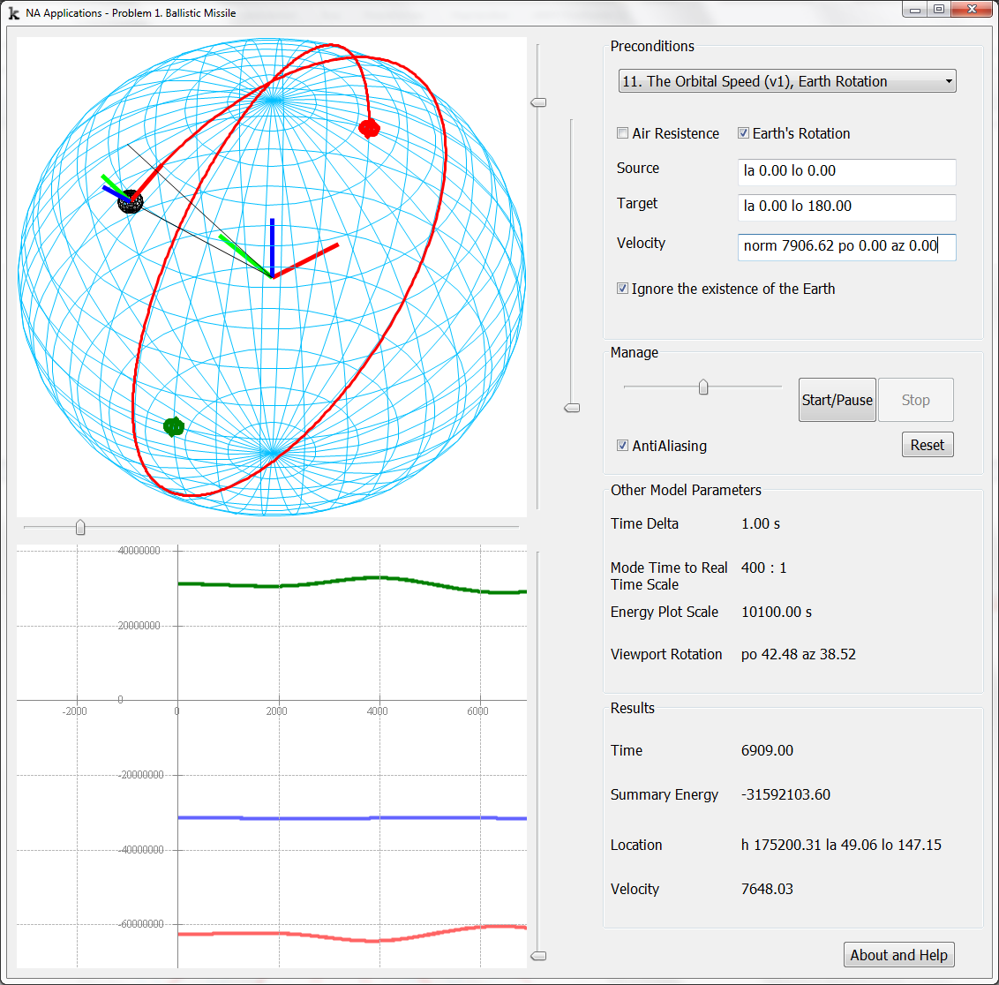 NA Applications - Problem 1. Ballistic Missile
Preconditions
11. The Orbital Speed (v1), Earth Rotation
Air Resistence
Earth's Rotation
Source
la 0.00 lo 0.00
Target
la 0.00 lo 180.00
Velocity
norm 7906.62 po 0.00 az 0.00
Ignore the existence of the Earth
Manage
Start/Pause
Stop
AntiAliasing
Reset
Other Model Parameters
Time Delta
1.00 s
Mode Time to Real
Time Scale
400 : 1
Energy Plot Scale
10100.00 s
Viewport Rotation
po 42.48 az 38.52
Results
Time
6909.00
Summary Energy
-31592103.60
Location
h 175200.31 la 49.06 lo 147.15
Velocity
7648.03
About and Help
40000000
20000000
0
-2000
0
2000
4000
6000
-20000000
-40000000
-60000000